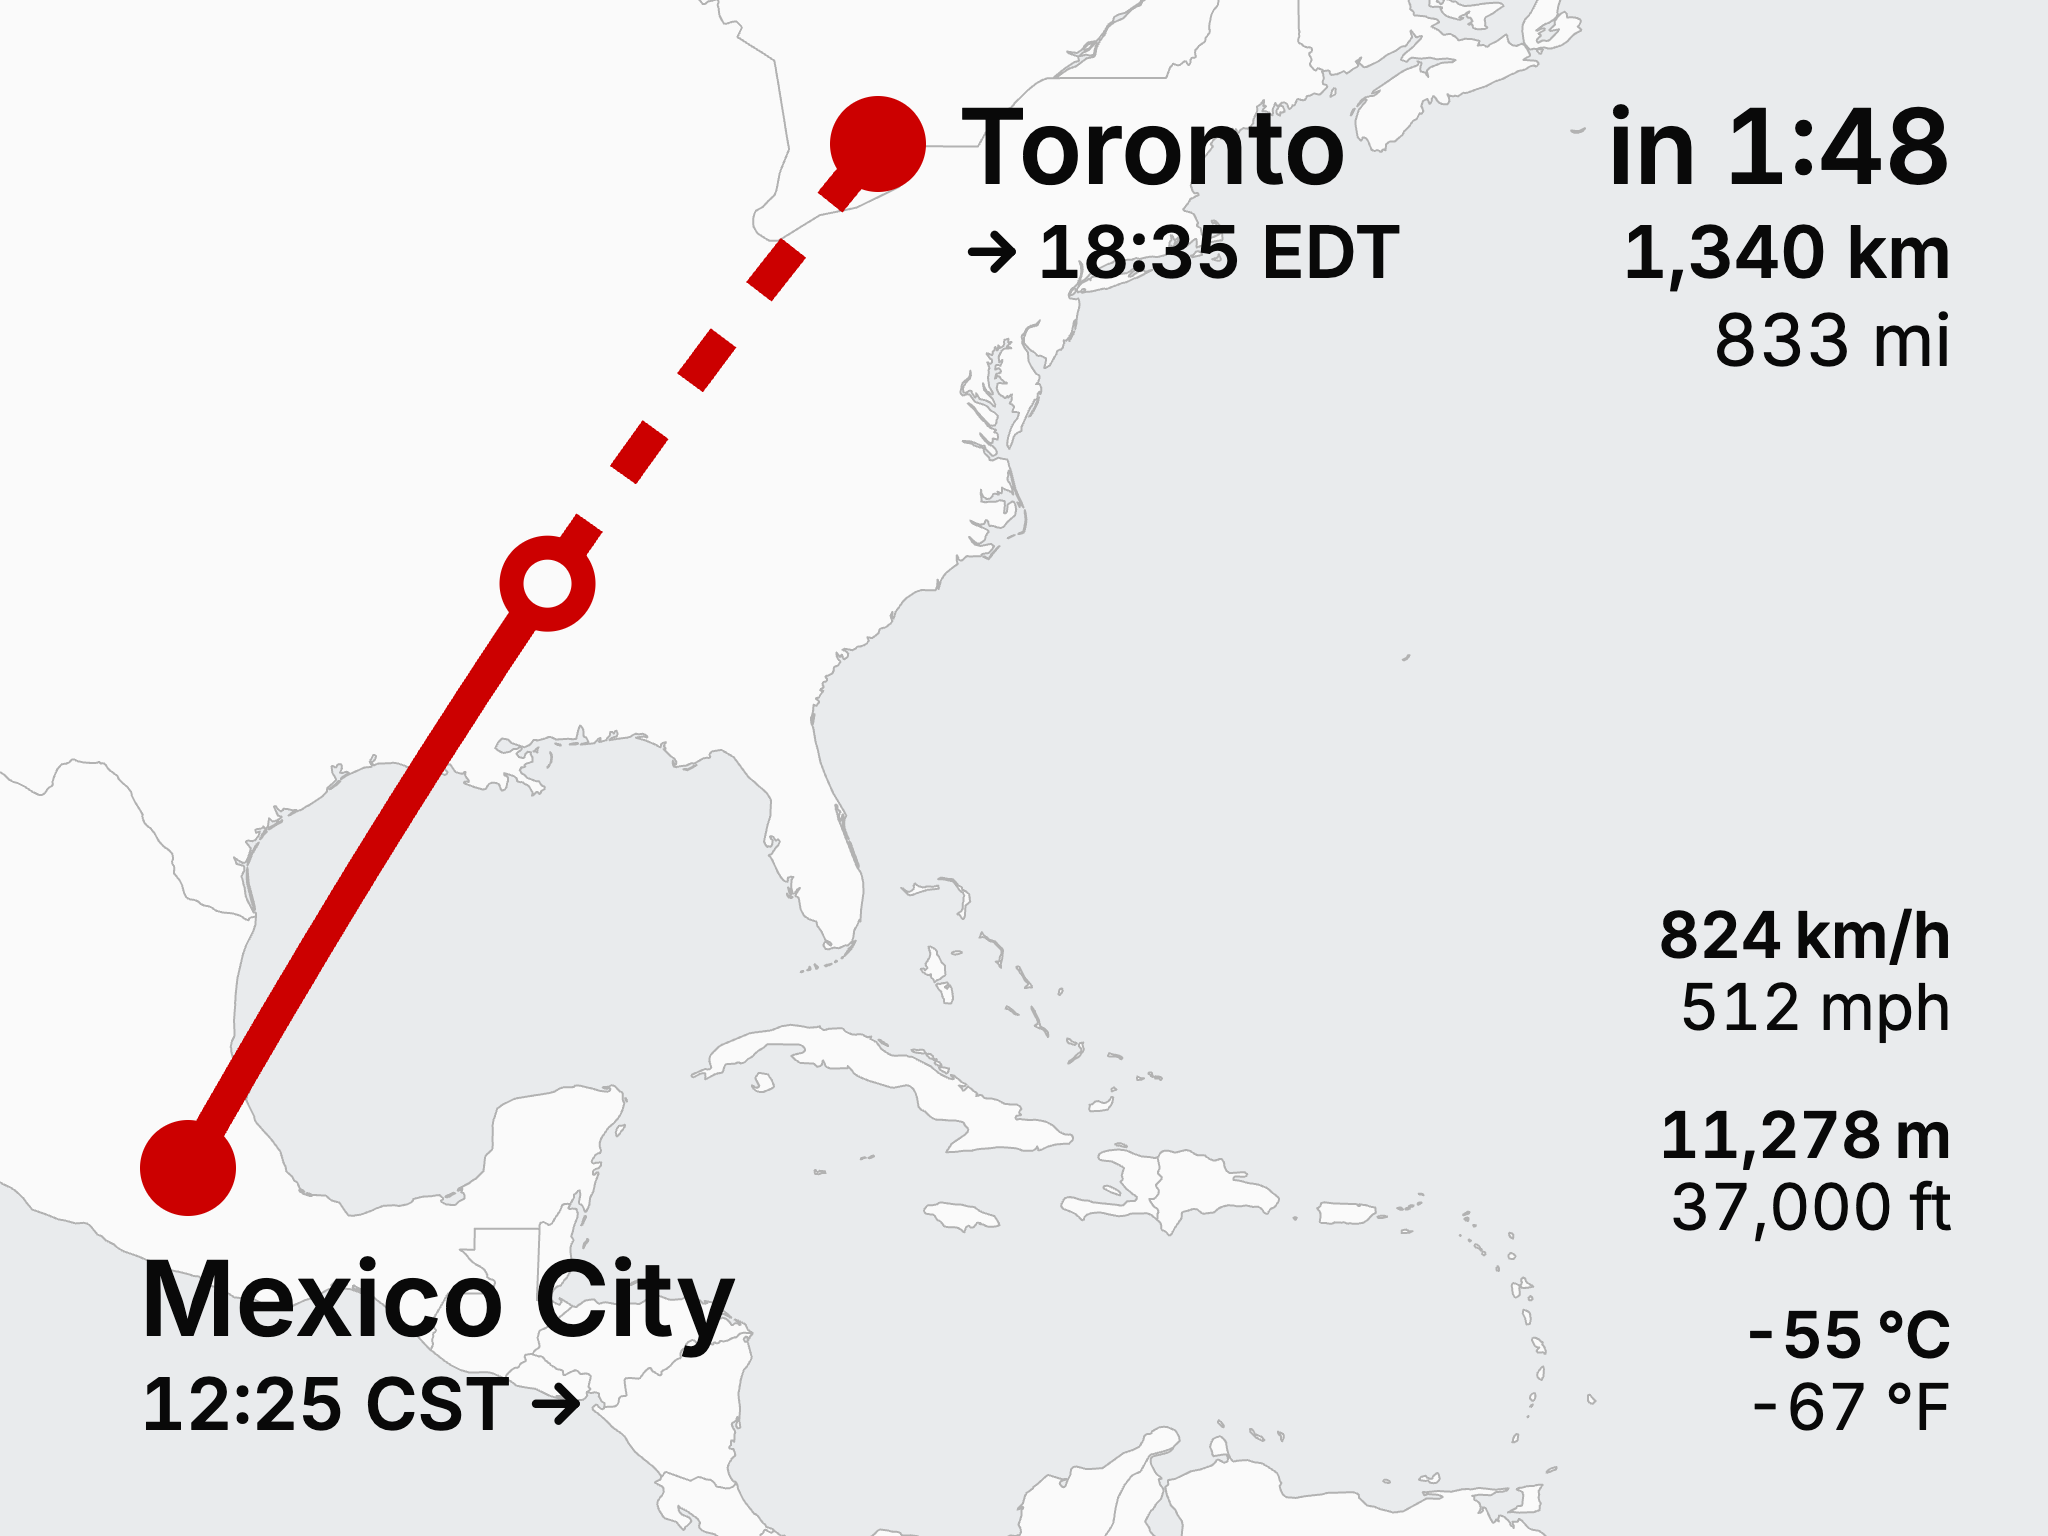 Toronto
→ 18:35 EDT
in 1:48
1,340 km
833 mi
824 km/h
512 mph
11,278 m
37,000 ft
-55 °C
-67 °F
Mexico City
12:25 CST →